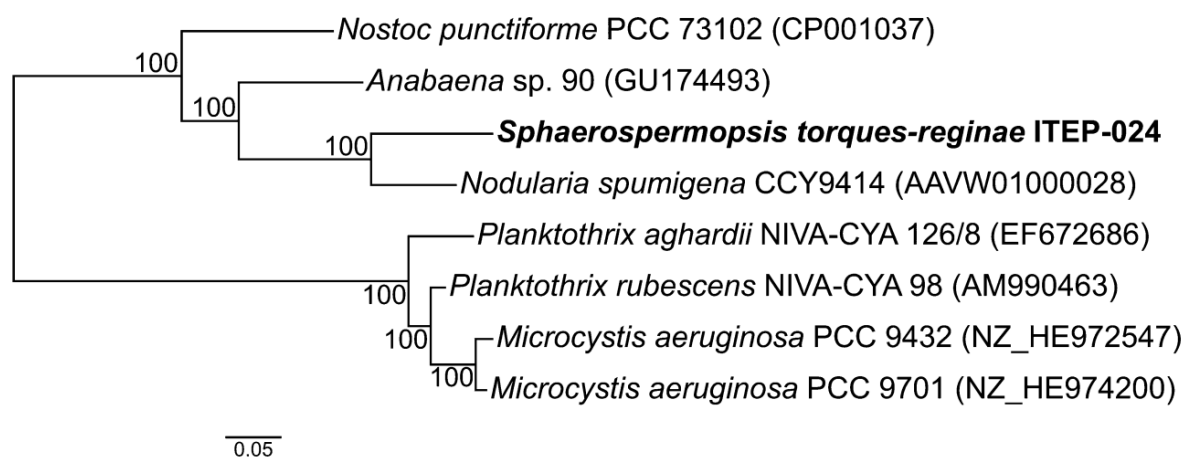 Nostoc punctiforme PCC 73102 (CP001037)
100
Anabaena sp. 90 (GU174493)
100
Sphaerospermopsis torques-reginae ITEP-024
100
Nodularia spumigena CCY9414 (AAVW01000028)
Planktothrix aghardii NIVA-CYA 126/8 (EF672686)
Planktothrix rubescens NIVA-CYA 98 (AM990463)
100
Microcystis aeruginosa PCC 9432 (NZ_HE972547)
100
100
Microcystis aeruginosa PCC 9701 (NZ_HE974200)
0.05